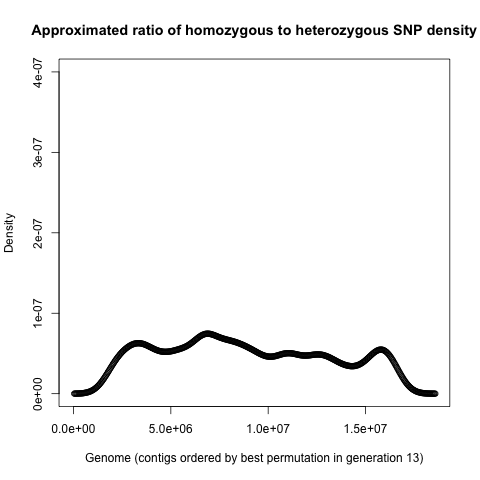 Approximated ratio of homozygous to heterozygous SNP density
4e-07
3e-07
2e-07
1e-07
0e+00
Density
0.0e+00 5.0e+06 1.0e+07 1.5e+07
Genome (contigs ordered by best permutation in generation 13)